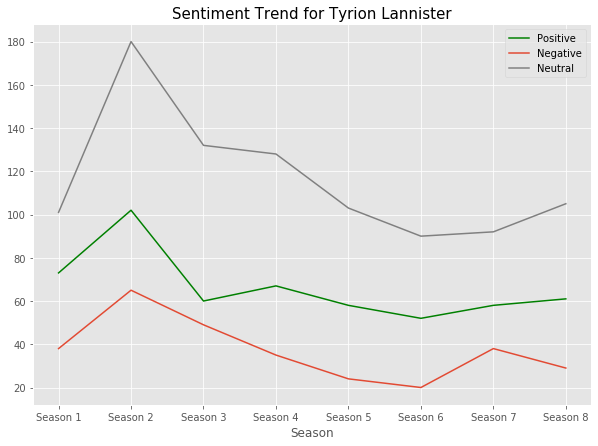 Sentiment Trend for Tyrion Lannister
Positive
Negative
Neutral
180
160
140
120
100
80
60
40
20
Season 1 Season 2 Season 3 Season 4 Season 5 Season 6 Season 7 Season 8
Season